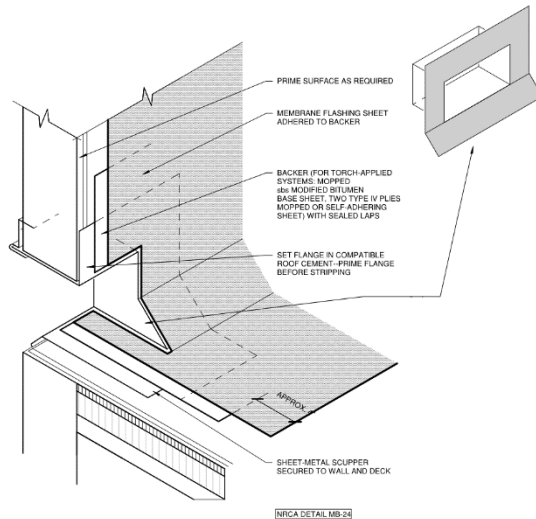 PRIME SURFACE AS REQUIRED
MEMBRANE FLASHING SHEET
ADHERED TO BACKER
BACKER (FOR TORCH-APPLIED
SYSTEMS: MOPPED
sbs MODIFIED BITUMEN
BASE SHEET, TWO TYPE IV PLIES
MOPPED OR SELF-ADHERING
SHEET) WITH SEALED LAPS
SET FLANGE IN COMPATIBLE
ROOF CEMENT--PRIME FLANGE
BEFORE STRIPPING
APPROX.
SHEET-METAL SCUPPER
SECURED TO WALL AND DECK
NRCA DETAIL MB-24